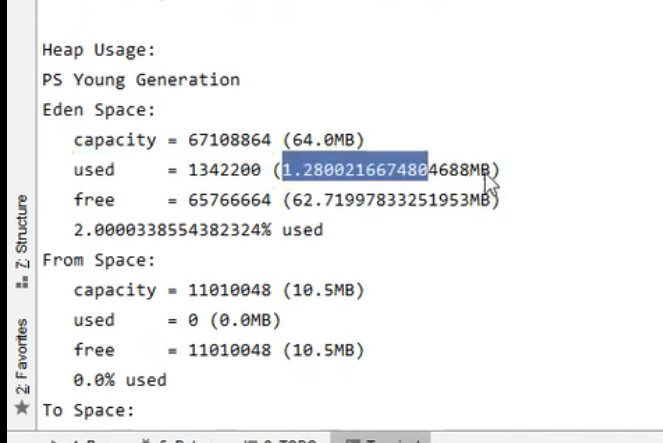 Heap Usage:
PS Young Generation
Eden Space:
capacity = 67108864 (64.0MB)
used = 1342200 (1.2800216674804688MB)
free = 65766664 (62.71997833251953MB)
2.0000338554382324% used
From Space:
capacity = 11010048 (10.5MB)
used = 0 (0.0MB)
free = 11010048 (10.5MB)
0.0% used
To Space:
Z: Structure
2: Favorites